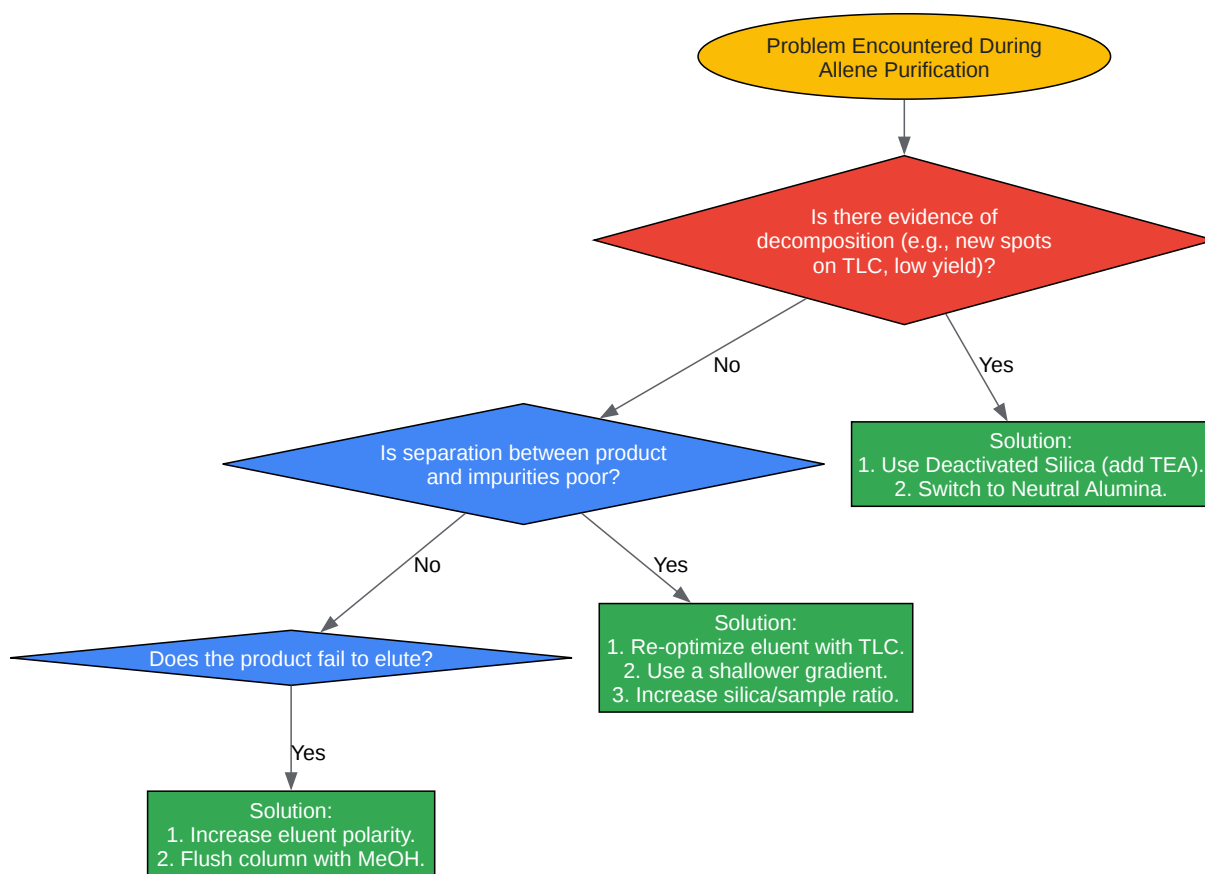 Problem Encountered During
Allene Purification
Is there evidence of
decomposition (e.g., new spots
on TLC, low yield)?
No
Yes
Is separation between product
and impurities poor?
Solution:
1. Use Deactivated Silica (add TEA).
2. Switch to Neutral Alumina.
No
Yes
Does the product fail to elute?
Solution:
1. Re-optimize eluent with TLC.
2. Use a shallower gradient.
3. Increase silica/sample ratio.
Yes
Solution:
1. Increase eluent polarity.
2. Flush column with MeOH.